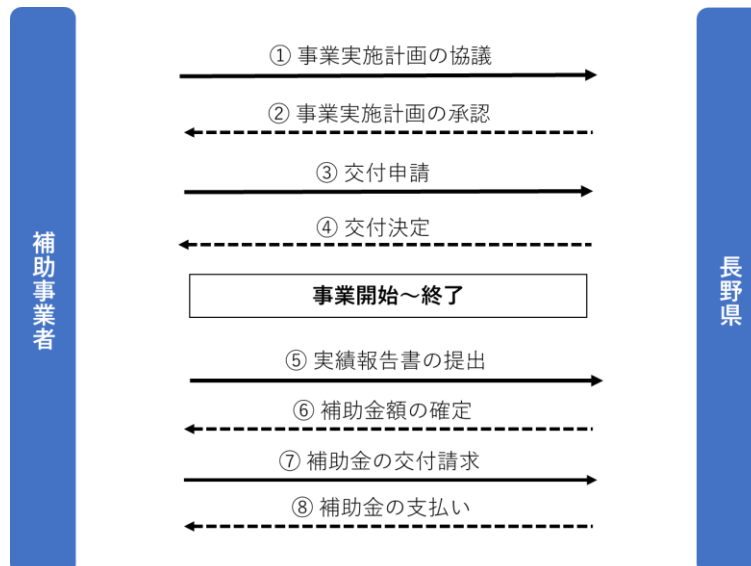 ① 事業実施計画の協議
② 事業実施計画の承認
③ 交付申請
④ 交付決定
補助事業者
事業開始～終了
長野県
⑤ 実績報告書の提出
⑥ 補助金額の確定
⑦ 補助金の交付請求
⑧ 補助金の支払い